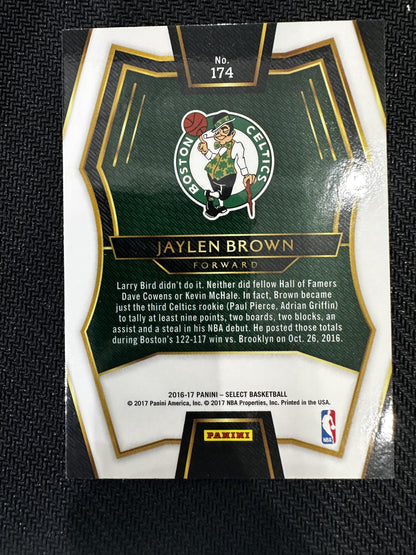 No.
174
BOSTON CELTICS
JAYLEN BROWN
FORWARD
Larry Bird didn't do it. Neither did fellow Hall of Famers
Dave Cowens or Kevin McHale. In fact, Brown became
just the third Celtics rookie (Paul Pierce, Adrian Griffin)
to tally at least nine points, two boards, two blocks, an
assist and a steal in his NBA debut. He posted those totals
during Boston's 122-117 win vs. Brooklyn on Oct. 26, 2016.
2016-17 PANINI – SELECT BASKETBALL
© 2017 Panini America, Inc. © 2017 NBA Properties, Inc. Printed in the USA.
PANINI
NBA